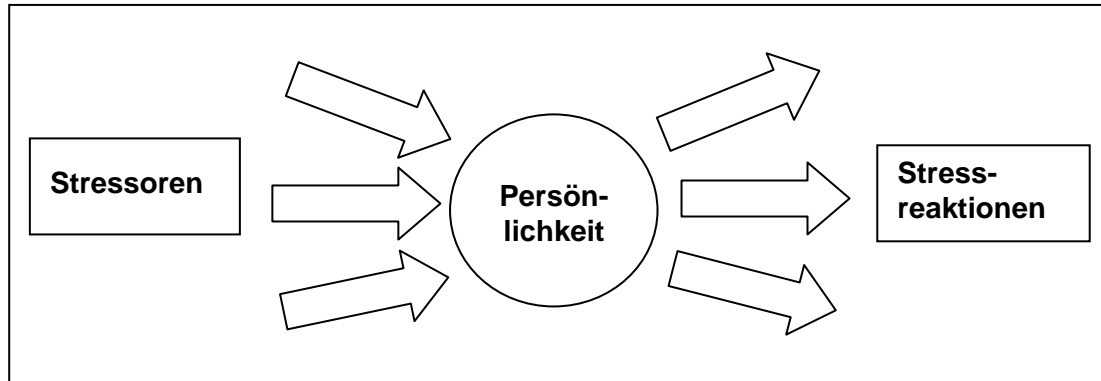 Stressoren
Persön-
lichkeit
Stress-
reaktionen